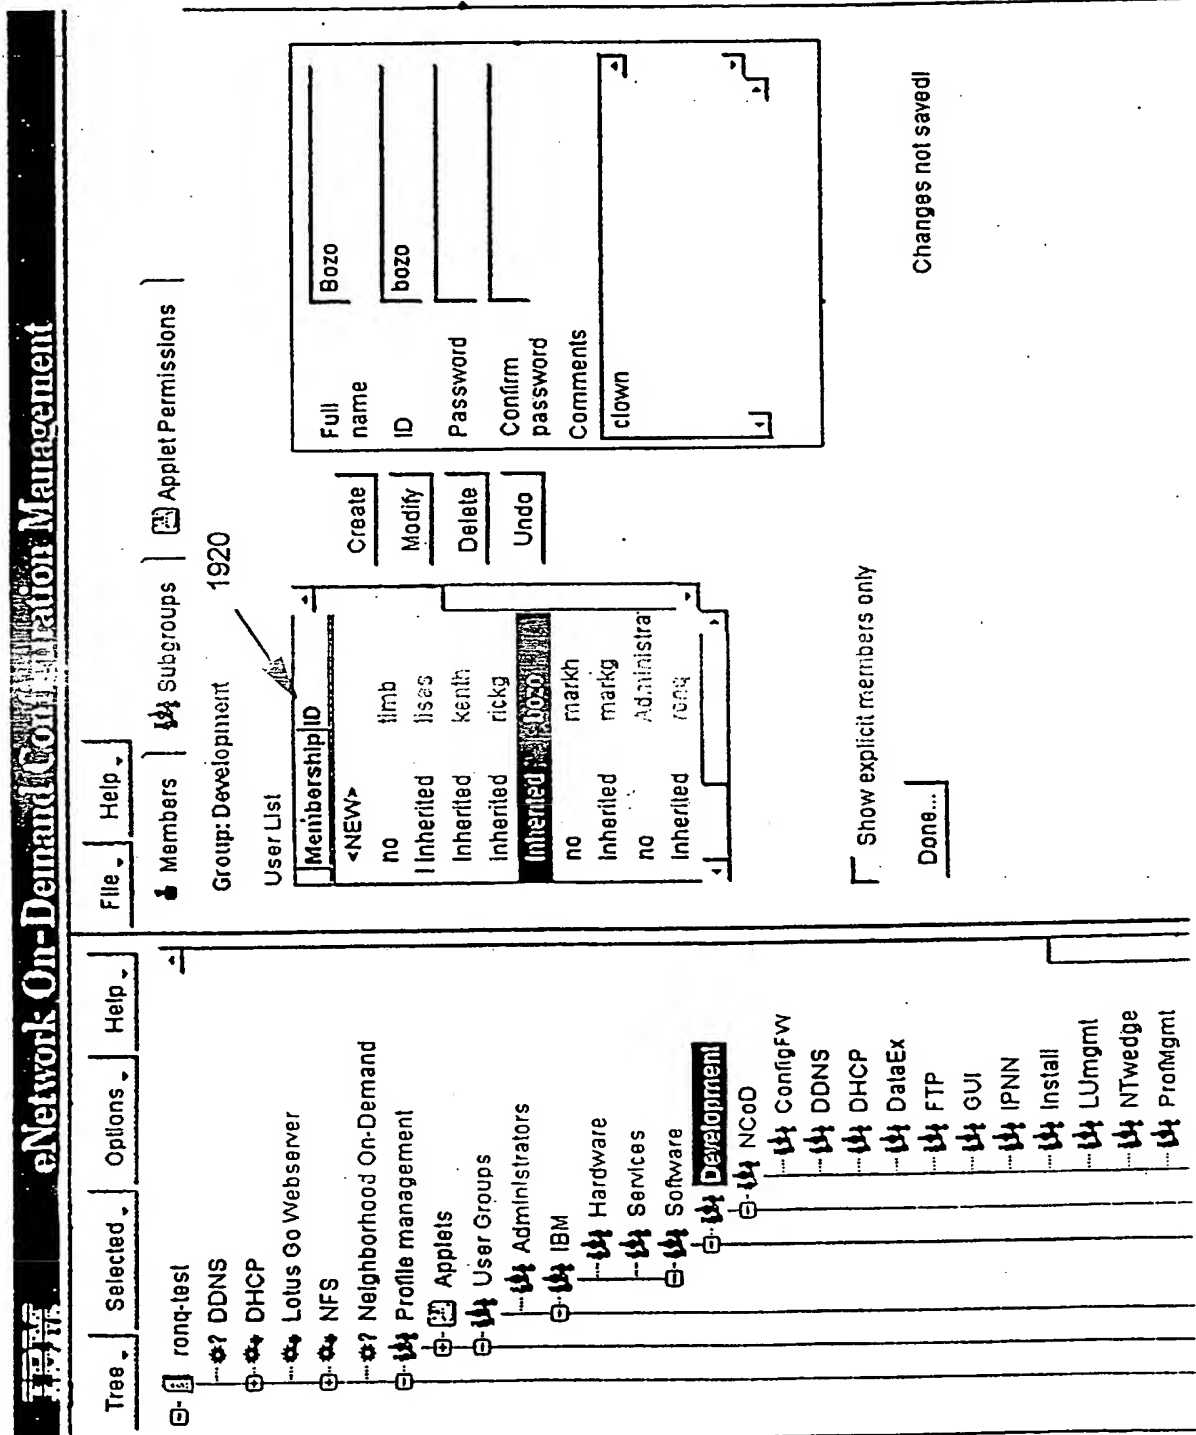 IBM eNetwork On-Demand Configuration Management
Tree Selected Options Help
ronq-test
DDNS
DHCP
Lotus Go Webserver
NFS
Neighborhood On-Demand
Profile management
Applets
User Groups
Administrators
IBM
Hardware
Services
Software
Development
NCoD
ConfigFW
DDNS
DHCP
DataEx
FTP
GUI
IPNN
Install
LUmgmt
NTwedge
ProfMgmt
File Help
Members Subgroups Applet Permissions
Group: Development
1920
User List
Membership ID
<NEW>
no timb
Inherited lisas
Inherited kenth
Inherited rickg
Inherited bozo
no markh
Inherited markg
no Administra
Inherited ronq
Create
Modify
Delete
Undo
Full name Bozo
ID bozo
Password
Confirm password
Comments
clown
Show explicit members only
Done...
Changes not saved!